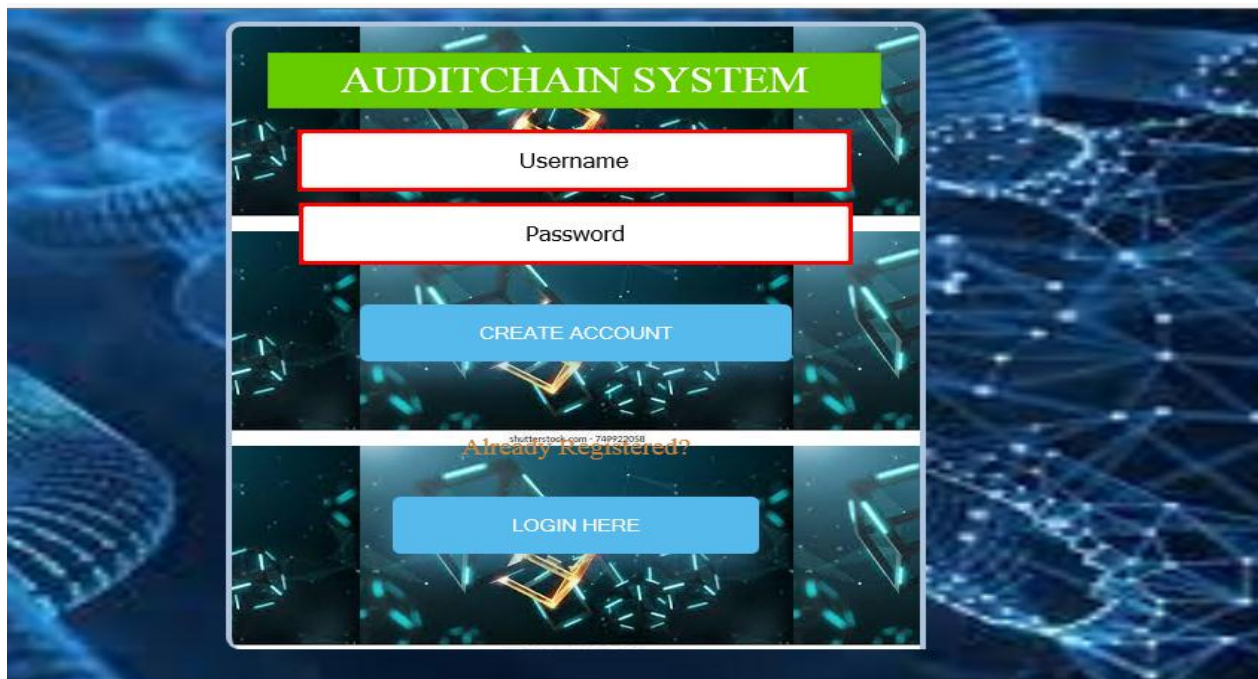 AUDITCHAIN SYSTEM
Username
Password
CREATE ACCOUNT
shutterstock.com - 749922058
Already Registered?
LOGIN HERE